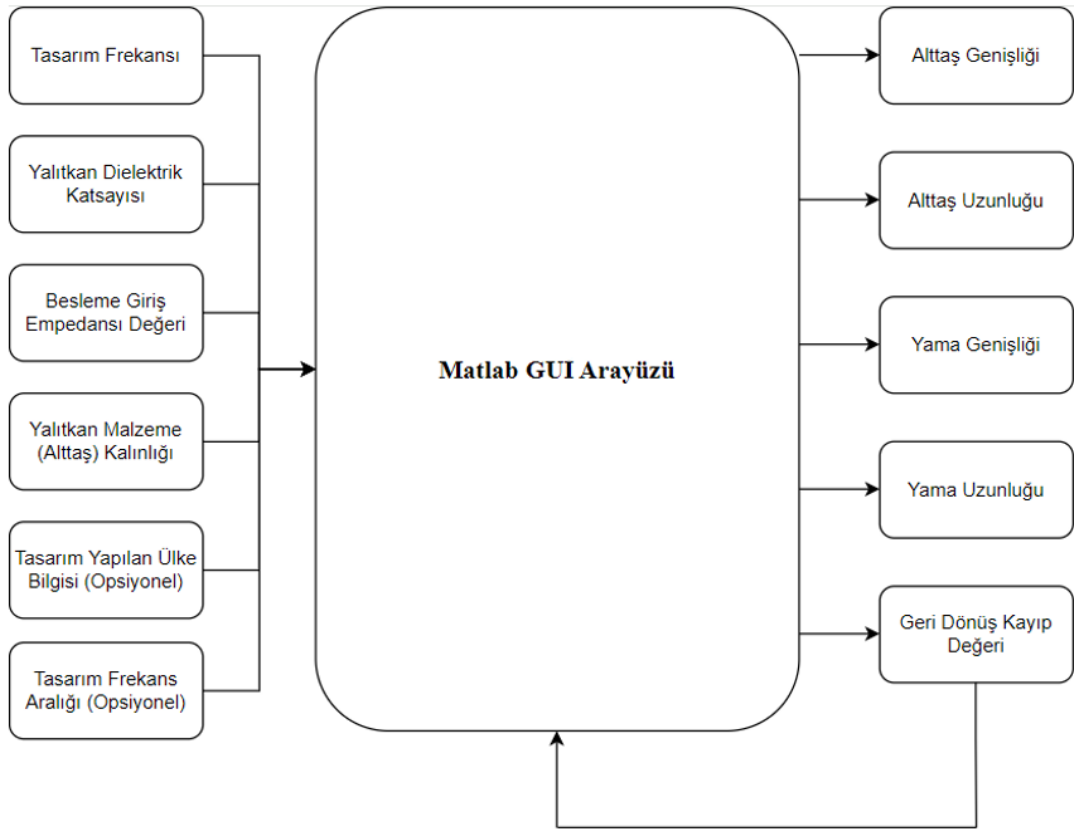 Tasarım Frekansı
Yalıtkan Dielektrik
Katsayısı
Besleme Giriş
Empedansı Değeri
Yalıtkan Malzeme
(Alttaş) Kalınlığı
Tasarım Yapılan Ülke
Bilgisi (Opsiyonel)
Tasarım Frekans
Aralığı (Opsiyonel)
Matlab GUI Arayüzü
Alttaş Genişliği
Alttaş Uzunluğu
Yama Genişliği
Yama Uzunluğu
Geri Dönüş Kayıp
Değeri